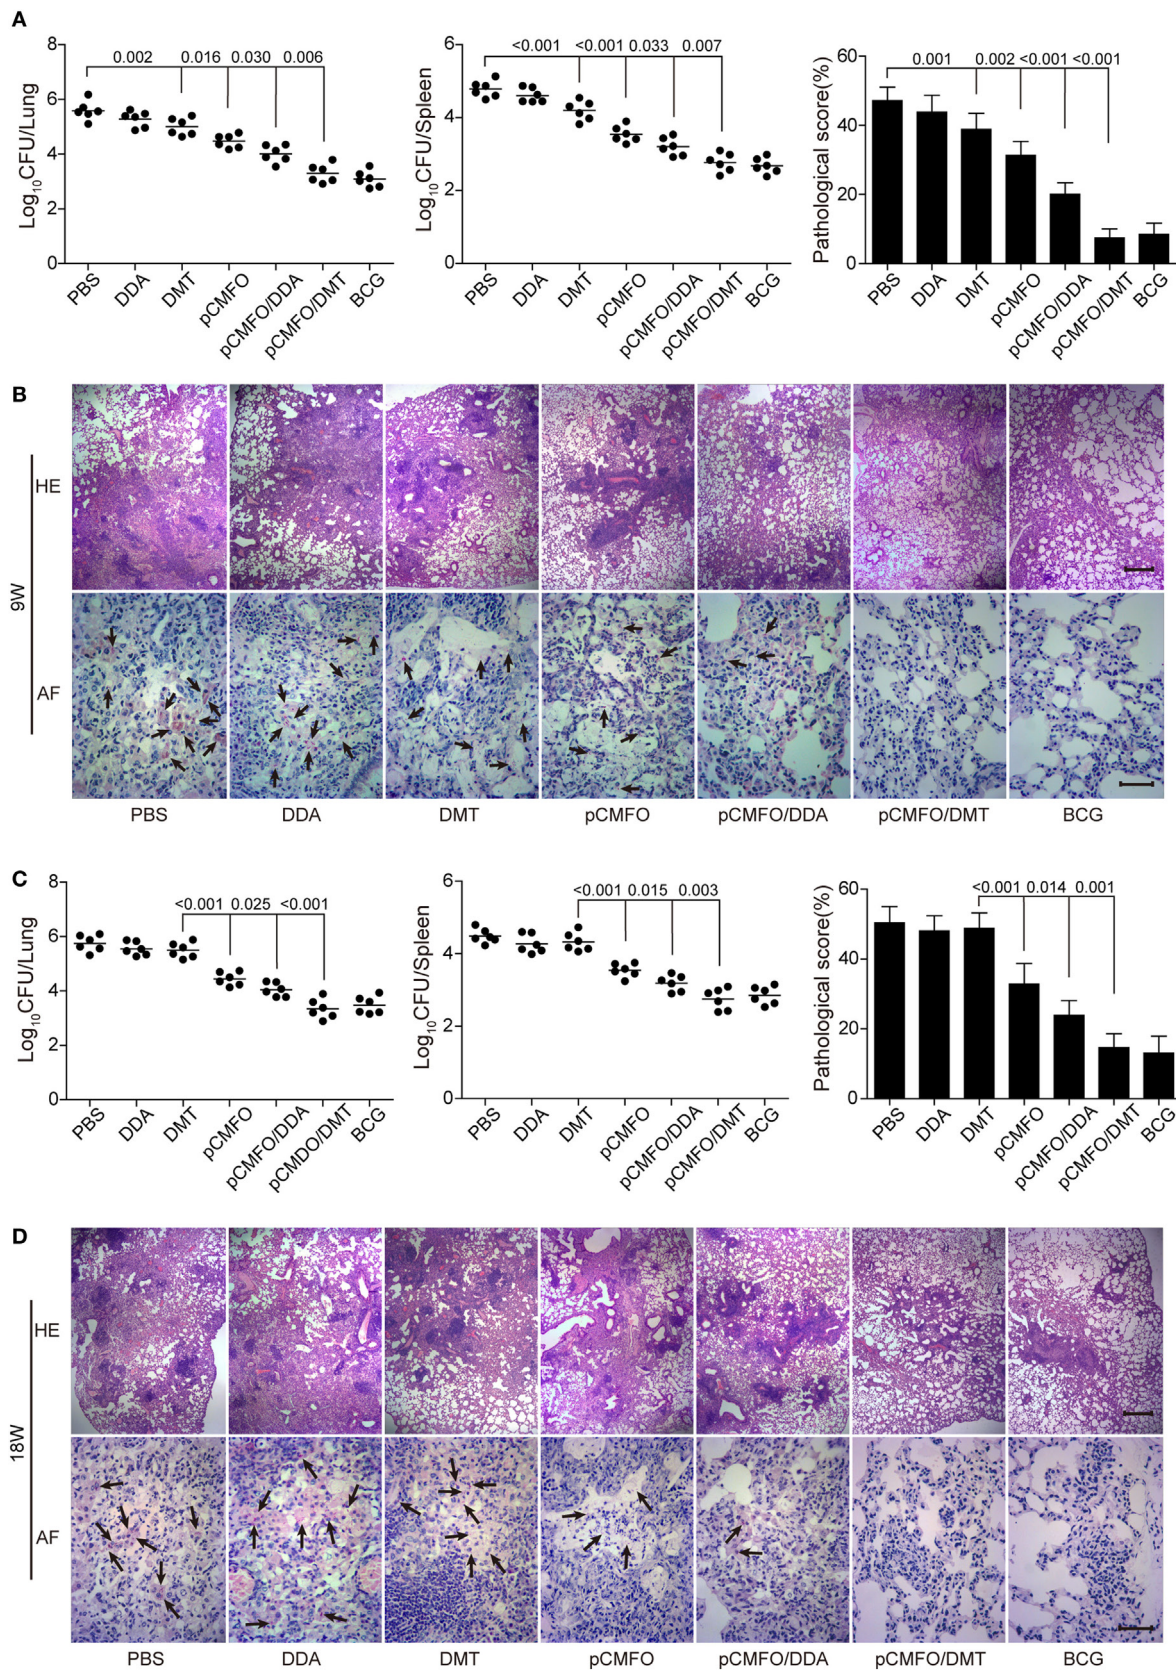 A
8
6
4
2
0
Log10CFU/Lung
0.002 0.016 0.030 0.006
PBS
DDA
DMT
pCMFO
pCMFO/DDA
pCMFO/DMT
BCG
6
4
2
0
Log10CFU/Spleen
<0.001 <0.001 0.033 0.007
PBS
DDA
DMT
pCMFO
pCMFO/DDA
pCMFO/DMT
BCG
60
40
20
0
Pathological score(%)
0.001 0.002 <0.001 <0.001
PBS
DDA
DMT
pCMFO
pCMFO/DDA
pCMFO/DMT
BCG
B
9W
HE
AF
PBS DDA DMT pCMFO pCMFO/DDA pCMFO/DMT BCG
C
8
6
4
2
0
Log10CFU/Lung
<0.001 0.025 <0.001
PBS
DDA
DMT
pCMFO
pCMFO/DDA
pCMDO/DMT
BCG
6
4
2
0
Log10CFU/Spleen
<0.001 0.015 0.003
PBS
DDA
DMT
pCMFO
pCMFO/DDA
pCMFO/DMT
BCG
60
40
20
0
Pathological score(%)
<0.001 0.014 0.001
PBS
DDA
DMT
pCMFO
pCMFO/DDA
pCMFO/DMT
BCG
D
18W
HE
AF
PBS DDA DMT pCMFO pCMFO/DDA pCMFO/DMT BCG